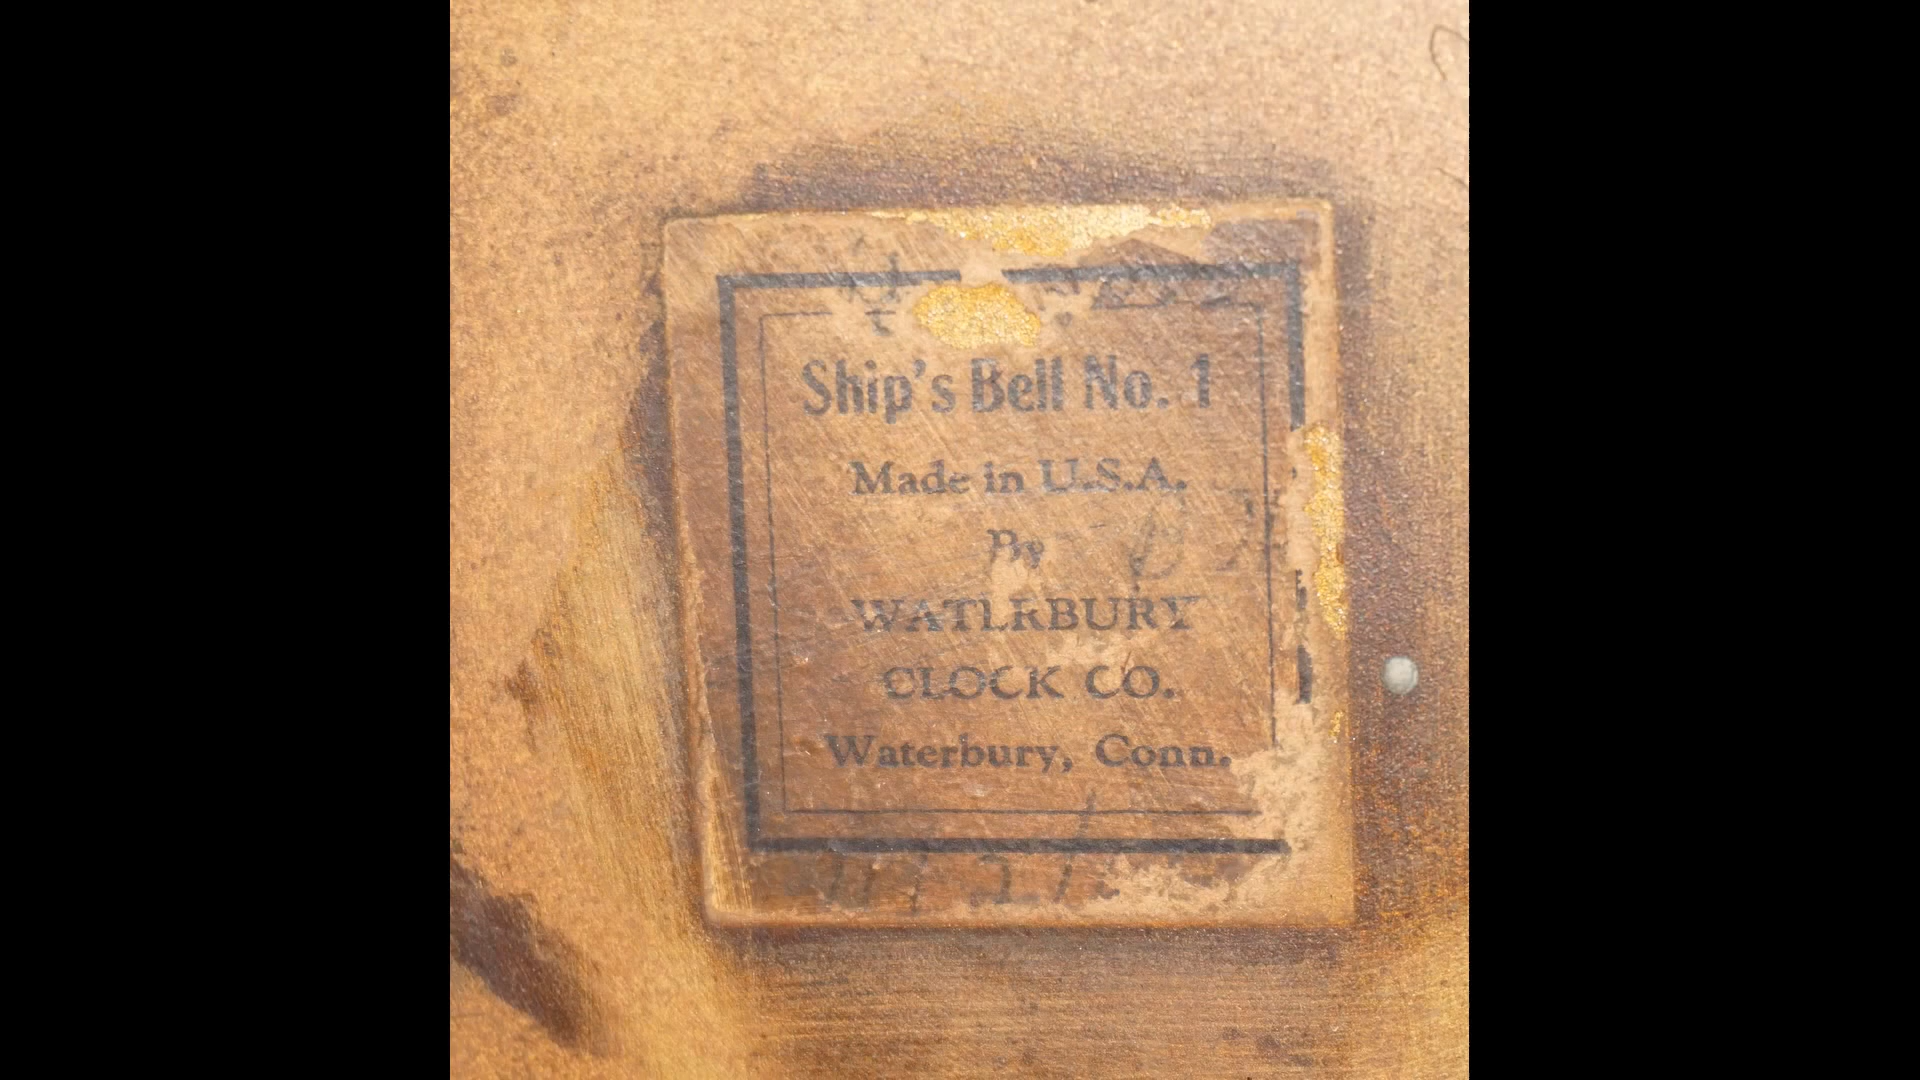 Ship's Bell No. 1
Made in U.S.A.
By
WATERBURY
CLOCK CO.
Waterbury, Conn.